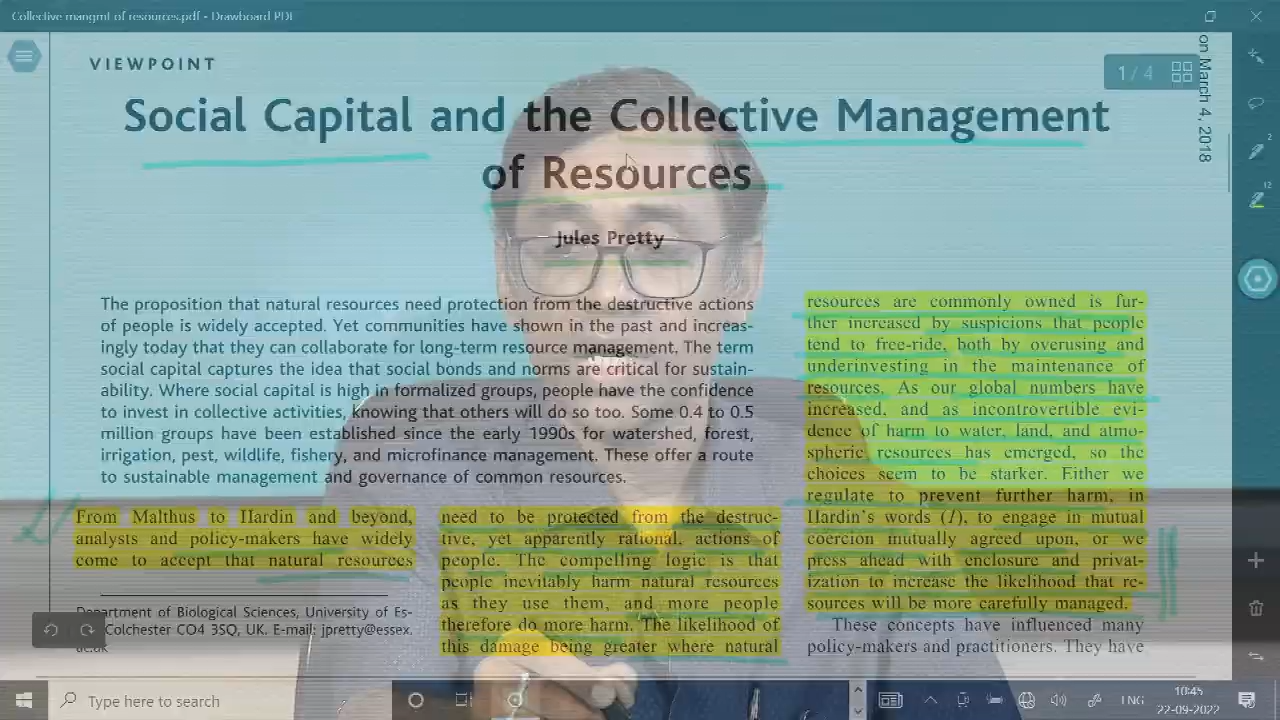 Collective mangmt of resources.pdf - Drawboard PDF
VIEWPOINT
1 / 4
on March 4, 2018
Social Capital and the Collective Management
of Resources
Jules Pretty
The proposition that natural resources need protection from the destructive actions
of people is widely accepted. Yet communities have shown in the past and increas-
ingly today that they can collaborate for long-term resource management. The term
social capital captures the idea that social bonds and norms are critical for sustain-
ability. Where social capital is high in formalized groups, people have the confidence
to invest in collective activities, knowing that others will do so too. Some 0.4 to 0.5
million groups have been established since the early 1990s for watershed, forest,
irrigation, pest, wildlife, fishery, and microfinance management. These offer a route
to sustainable management and governance of common resources.
From Malthus to Hardin and beyond,
analysts and policy-makers have widely
come to accept that natural resources
Department of Biological Sciences, University of Es-
Colchester CO4 3SQ, UK. E-mail: jpretty@essex.
ac.uk
need to be protected from the destruc-
tive, yet apparently rational, actions of
people. The compelling logic is that
people inevitably harm natural resources
as they use them, and more people
therefore do more harm. The likelihood of
this damage being greater where natural
resources are commonly owned is fur-
ther increased by suspicions that people
tend to free-ride, both by overusing and
underinvesting in the maintenance of
resources. As our global numbers have
increased, and as incontrovertible evi-
dence of harm to water, land, and atmo-
spheric resources has emerged, so the
choices seem to be starker. Either we
regulate to prevent further harm, in
Hardin's words (1), to engage in mutual
coercion mutually agreed upon, or we
press ahead with enclosure and privat-
ization to increase the likelihood that re-
sources will be more carefully managed.
These concepts have influenced many
policy-makers and practitioners. They have
2
12
Type here to search
ENG
10:45
22-09-2022